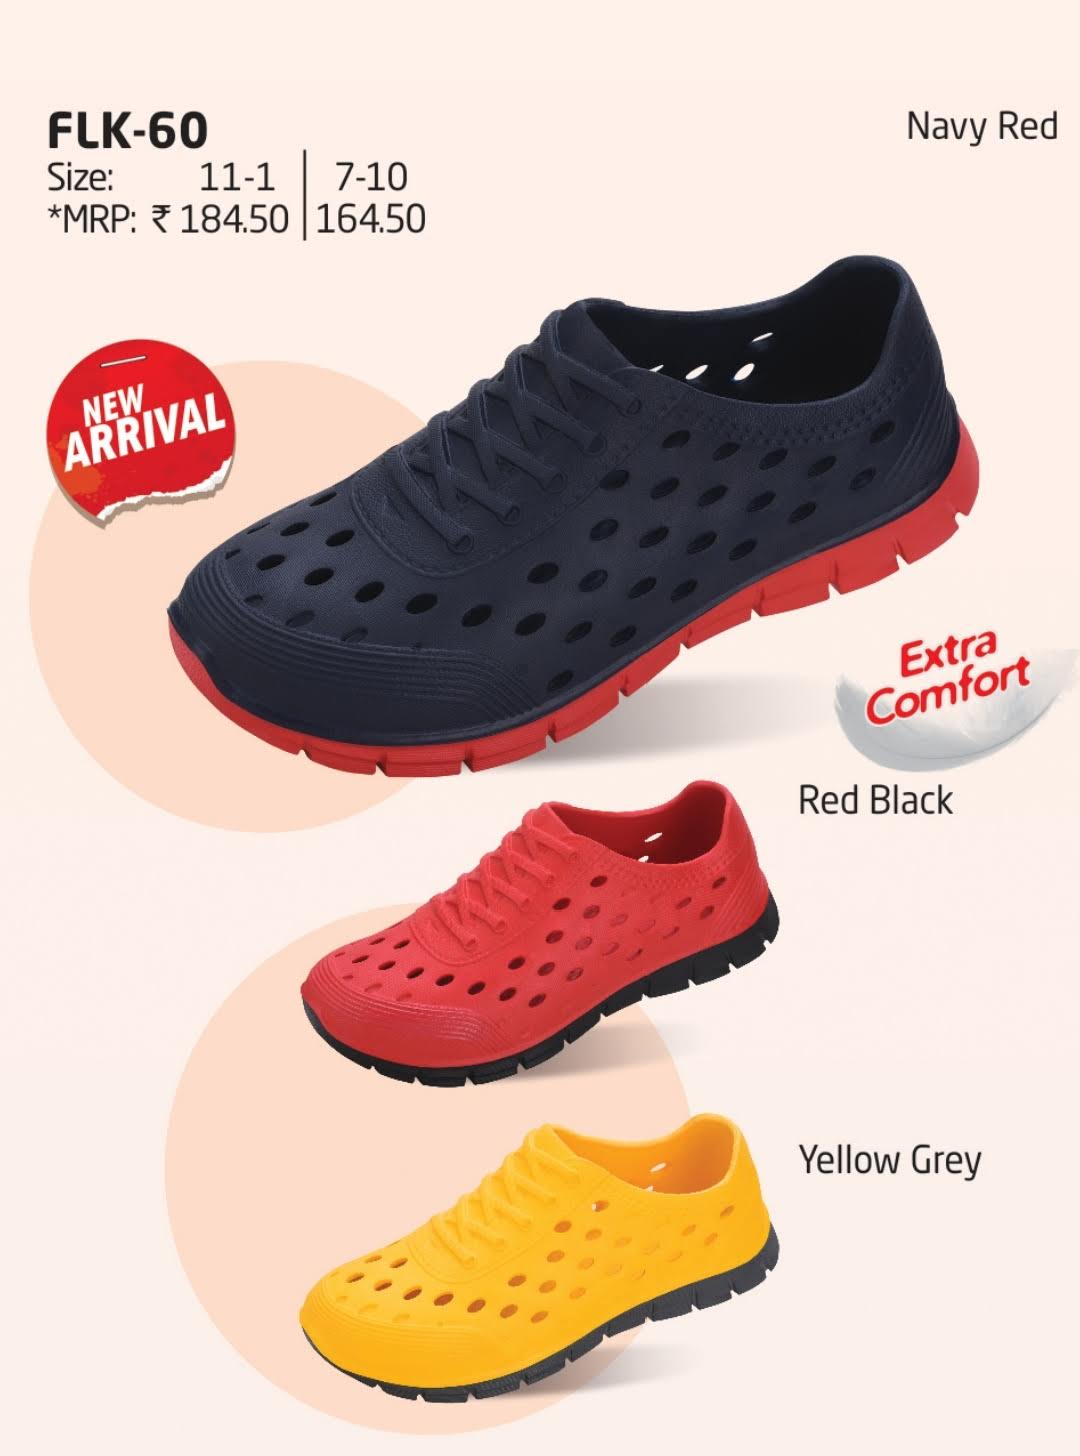 FLK-60
Size: 11-1 | 7-10
*MRP: ₹ 184.50 | 164.50
Navy Red
NEW
ARRIVAL
Extra
Comfort
Red Black
Yellow Grey